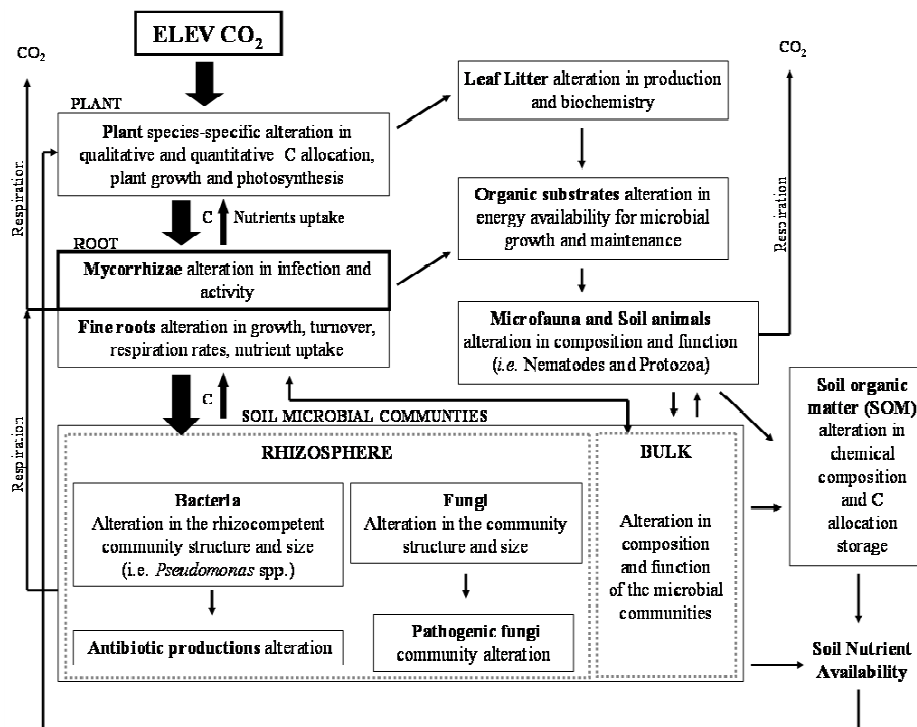 ELEV CO₂
CO₂
CO₂
PLANT
Plant species-specific alteration in
qualitative and quantitative C allocation,
plant growth and photosynthesis
Leaf Litter alteration in production
and biochemistry
Respiration
C
Nutrients uptake
Organic substrates alteration in
energy availability for microbial
growth and maintenance
Respiration
ROOT
Mycorrhizae alteration in infection and
activity
Fine roots alteration in growth, turnover,
respiration rates, nutrient uptake
Microfauna and Soil animals
alteration in composition and function
(i.e. Nematodes and Protozoa)
C
Soil organic
matter (SOM)
alteration in
chemical
composition
and C
allocation
storage
SOIL MICROBIAL COMMUNTIES
Respiration
RHIZOSPHERE
Bacteria
Alteration in the rhizocompetent
community structure and size
(i.e. Pseudomonas spp.)
Fungi
Alteration in the community
structure and size
Antibiotic productions alteration
Pathogenic fungi
community alteration
BULK
Alteration in
composition
and function
of the microbial
communities
Soil Nutrient
Availability